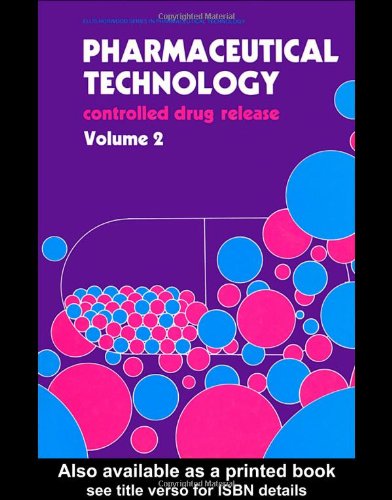 Copyrighted Material
ELLIS HORWOOD SERIES IN PHARMACEUTICAL TECHNOLOGY
PHARMACEUTICAL
TECHNOLOGY
controlled drug release
Volume 2
Copyrighted Material
Also available as a printed book
see title verso for ISBN details